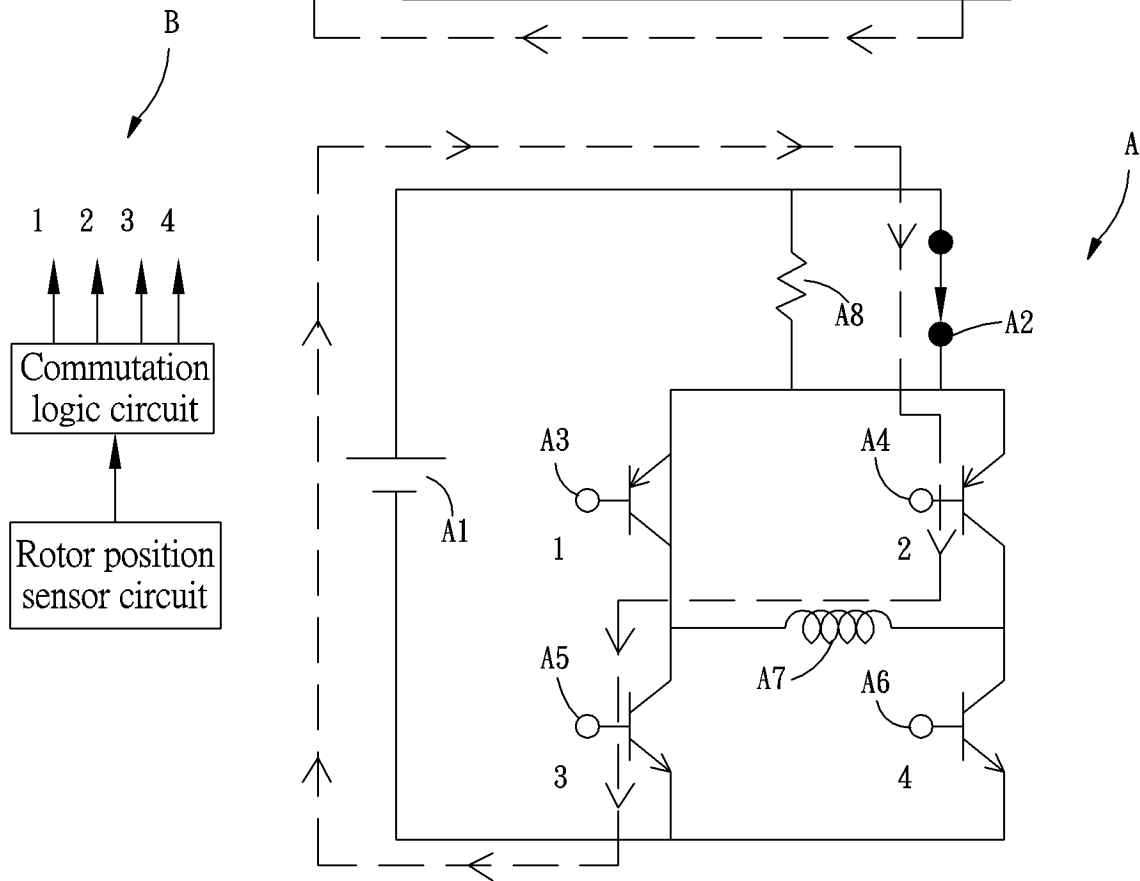 B
A
1 2 3 4
A8
A2
Commutation
logic circuit
A3
A4
A1
1
2
Rotor position
sensor circuit
A5
A7
A6
3
4